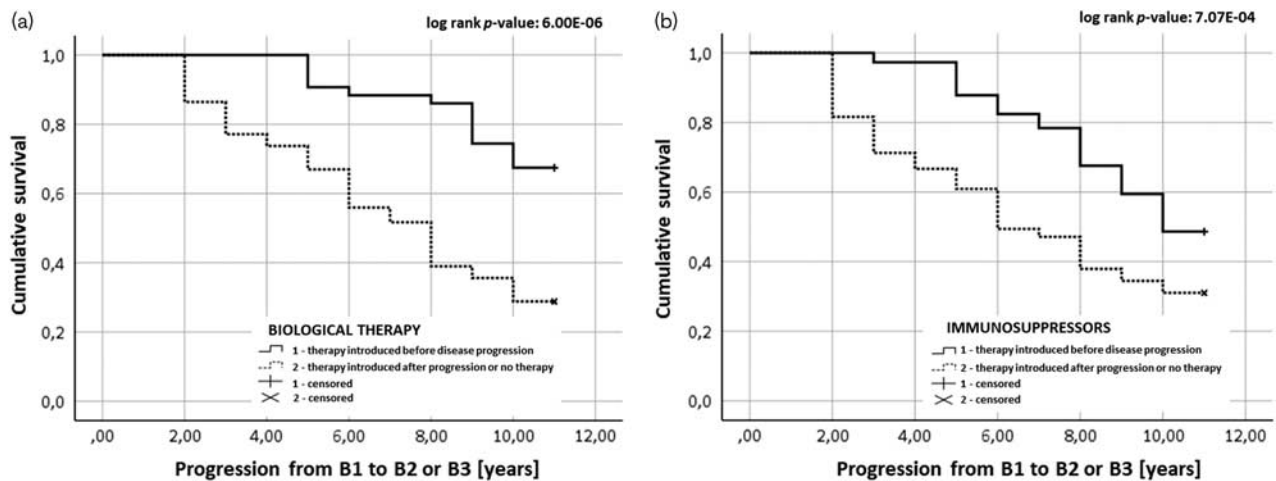 (a)
log rank p-value: 6.00E-06
1,0
0,8
0,6
0,4
0,2
0,0
Cumulative survival
BIOLOGICAL THERAPY
1 - therapy introduced before disease progression
2 - therapy introduced after progression or no therapy
1 - censored
2 - censored
,00 2,00 4,00 6,00 8,00 10,00 12,00
Progression from B1 to B2 or B3 [years]
(b)
log rank p-value: 7.07E-04
1,0
0,8
0,6
0,4
0,2
0,0
Cumulative survival
IMMUNOSUPPRESSORS
1 - therapy introduced before disease progression
2 - therapy introduced after progression or no therapy
1 - censored
2 - censored
,00 2,00 4,00 6,00 8,00 10,00 12,00
Progression from B1 to B2 or B3 [years]